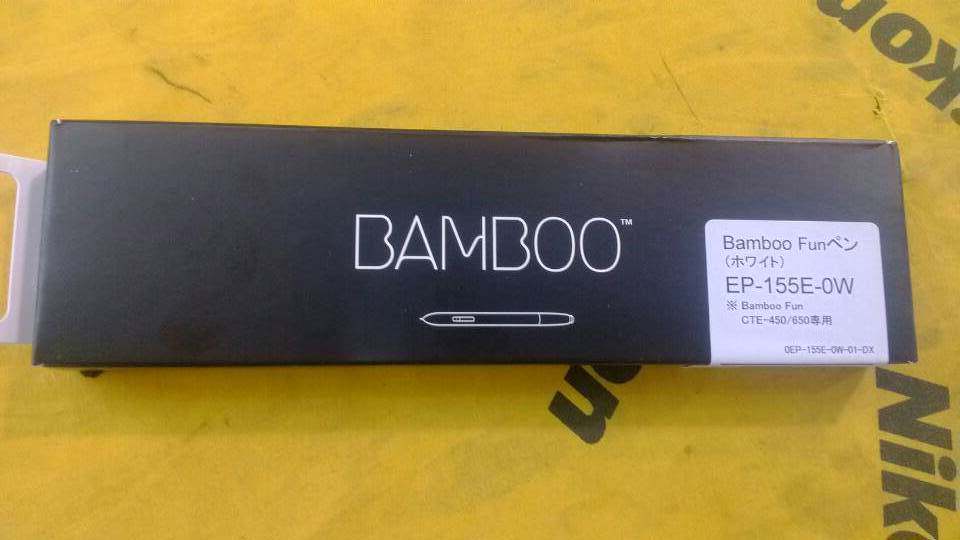 Nikon
BAMBOO™
Bamboo Funペン
(ホワイト)
EP-155E-0W
※ Bamboo Fun
CTE-450/650専用
0EP-155E-0W-01-DX
Niko